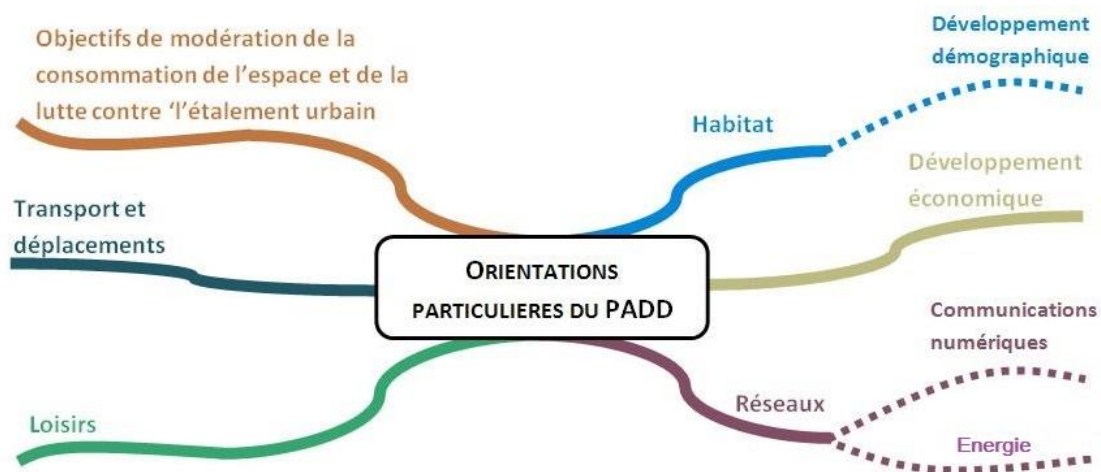 Objectifs de modération de la
consommation de l'espace et de la
lutte contre 'l'étalement urbain
Transport et
déplacements
Loisirs
ORIENTATIONS
PARTICULIERES DU PADD
Habitat
Développement
démographique
Développement
économique
Réseaux
Communications
numériques
Energie